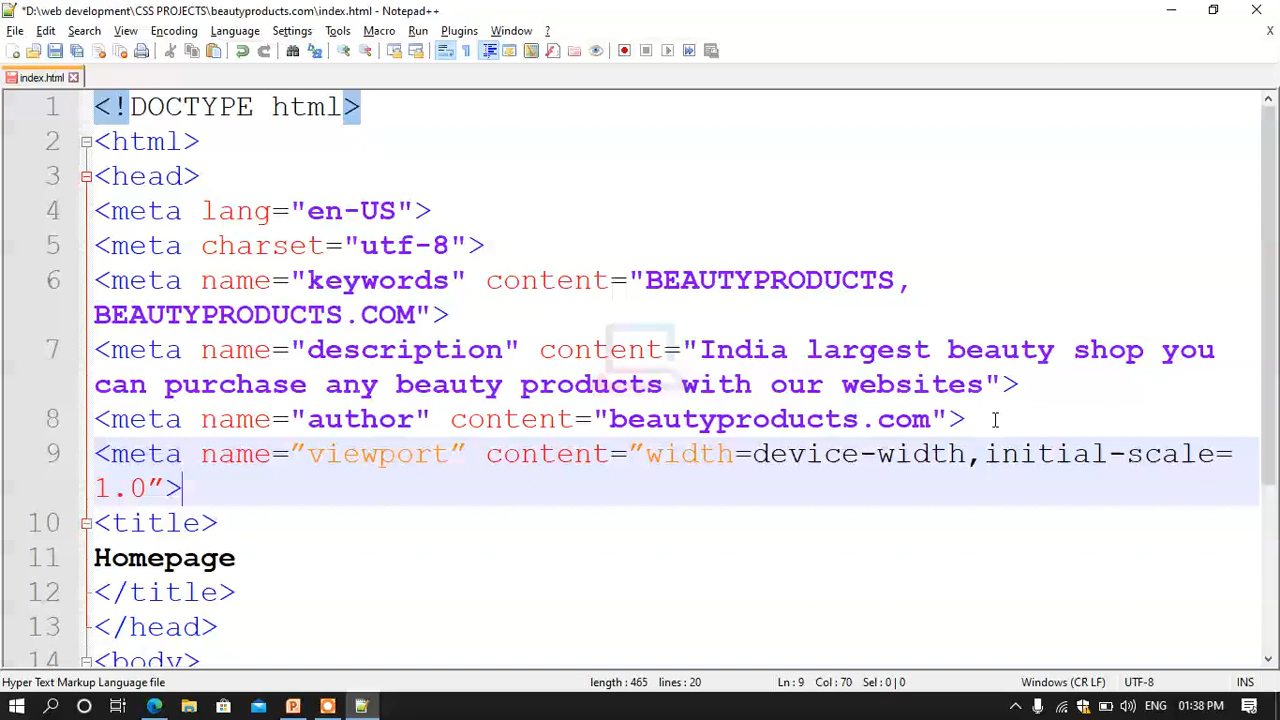 *D:\web development\CSS PROJECTS\beautyproducts.com\index.html - Notepad++
File Edit Search View Encoding Language Settings Tools Macro Run Plugins Window ?
X
index.html
1 <!DOCTYPE html>
2 <html>
3 <head>
4 <meta lang="en-US">
5 <meta charset="utf-8">
6 <meta name="keywords" content="BEAUTYPRODUCTS,
BEAUTYPRODUCTS.COM">
7 <meta name="description" content="India largest beauty shop you
can purchase any beauty products with our websites">
8 <meta name="author" content="beautyproducts.com">
9 <meta name=”viewport” content=”width=device-width,initial-scale=
1.0”>
10 <title>
11 Homepage
12 </title>
13 </head>
14 <body>
Hyper Text Markup Language file length : 465 lines : 20 Ln : 9 Col : 70 Sel : 0 | 0 Windows (CR LF) UTF-8 INS
ENG 01:38 PM